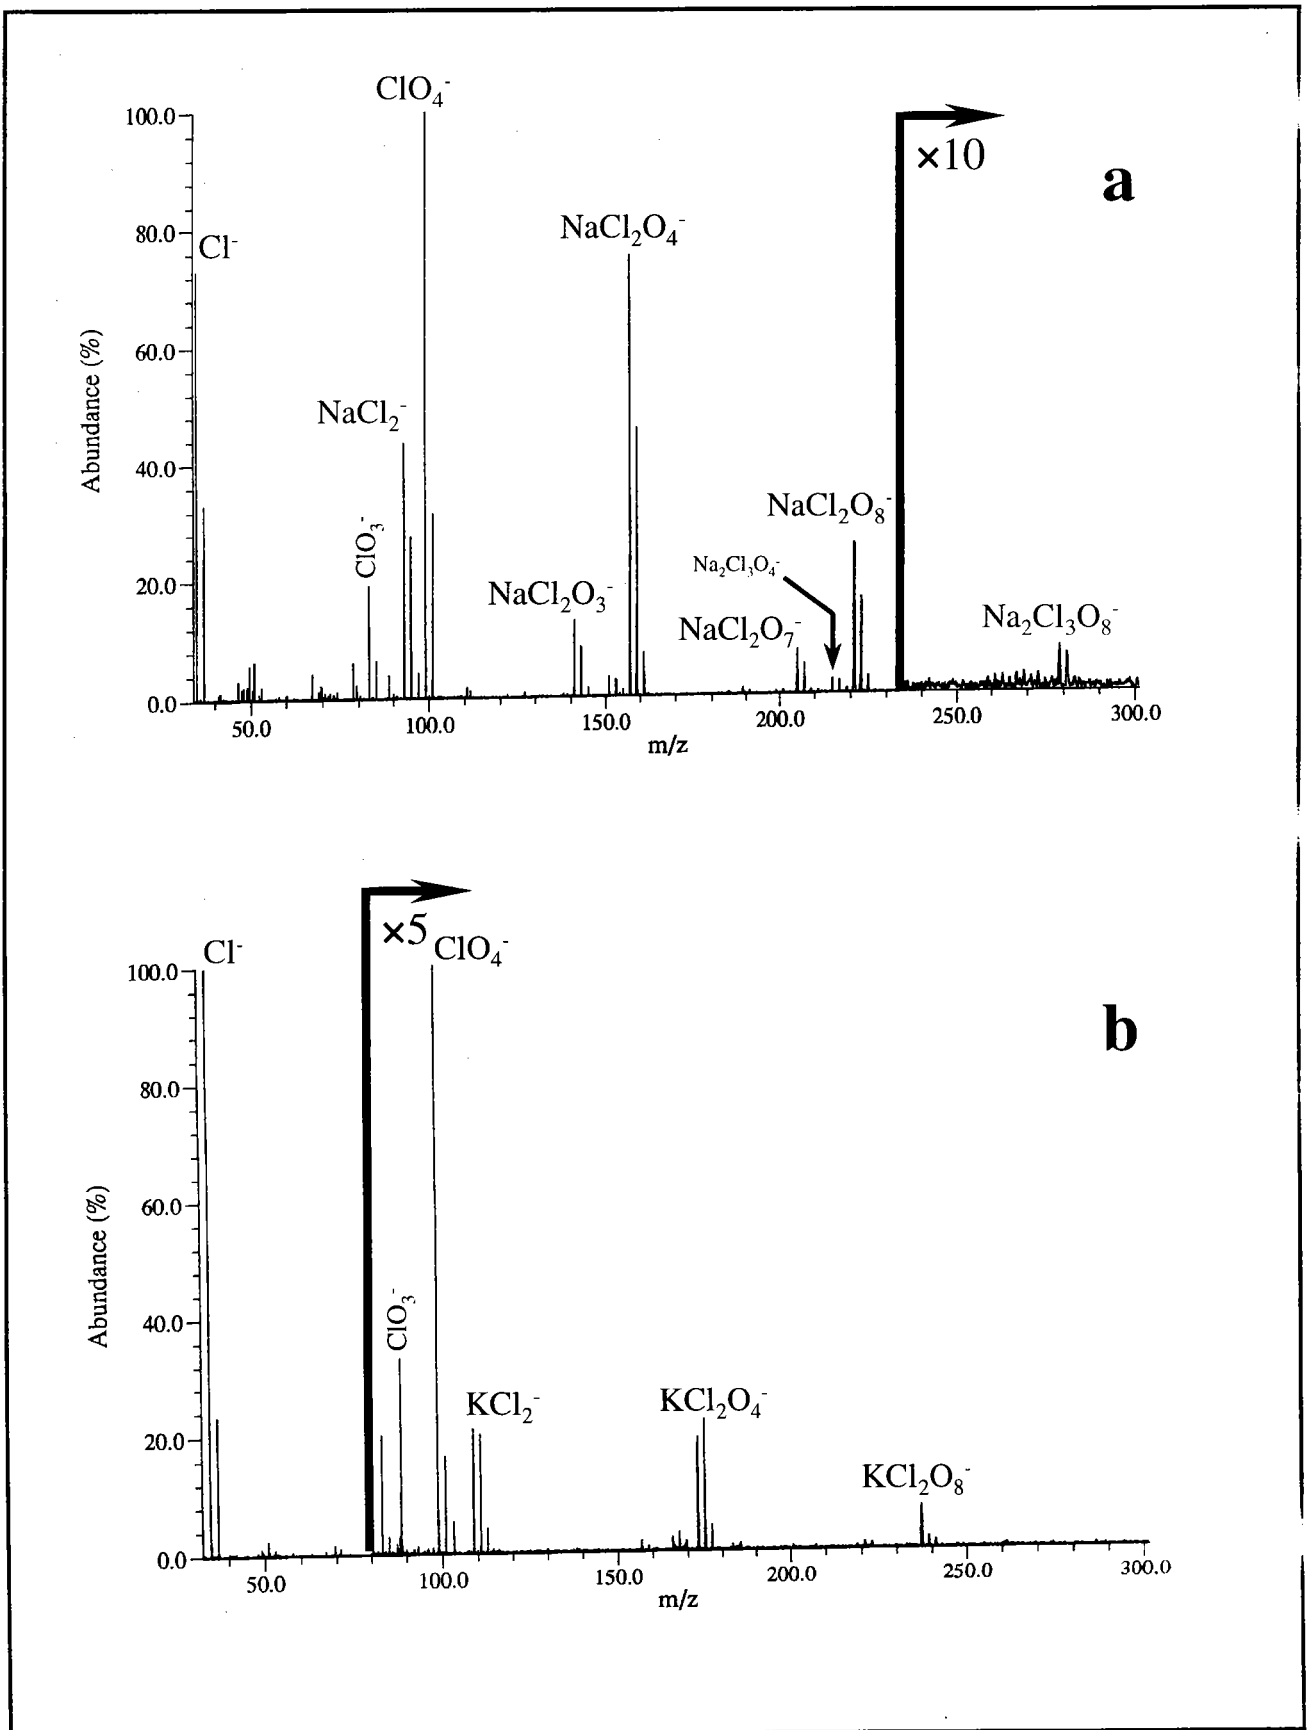 ClO₄⁻
100.0
×10
a
80.0
NaCl₂O₄⁻
Cl⁻
60.0
Abundance (%)
NaCl₂⁻
40.0
NaCl₂O₈⁻
ClO₃⁻
Na₂Cl₃O₄⁻
20.0
NaCl₂O₃⁻
NaCl₂O₇⁻
Na₂Cl₃O₈⁻
0.0
50.0 100.0 150.0 200.0 250.0 300.0
m/z
×5
Cl⁻
ClO₄⁻
100.0
b
80.0
60.0
Abundance (%)
40.0
ClO₃⁻
KCl₂⁻
KCl₂O₄⁻
20.0
KCl₂O₈⁻
0.0
50.0 100.0 150.0 200.0 250.0 300.0
m/z